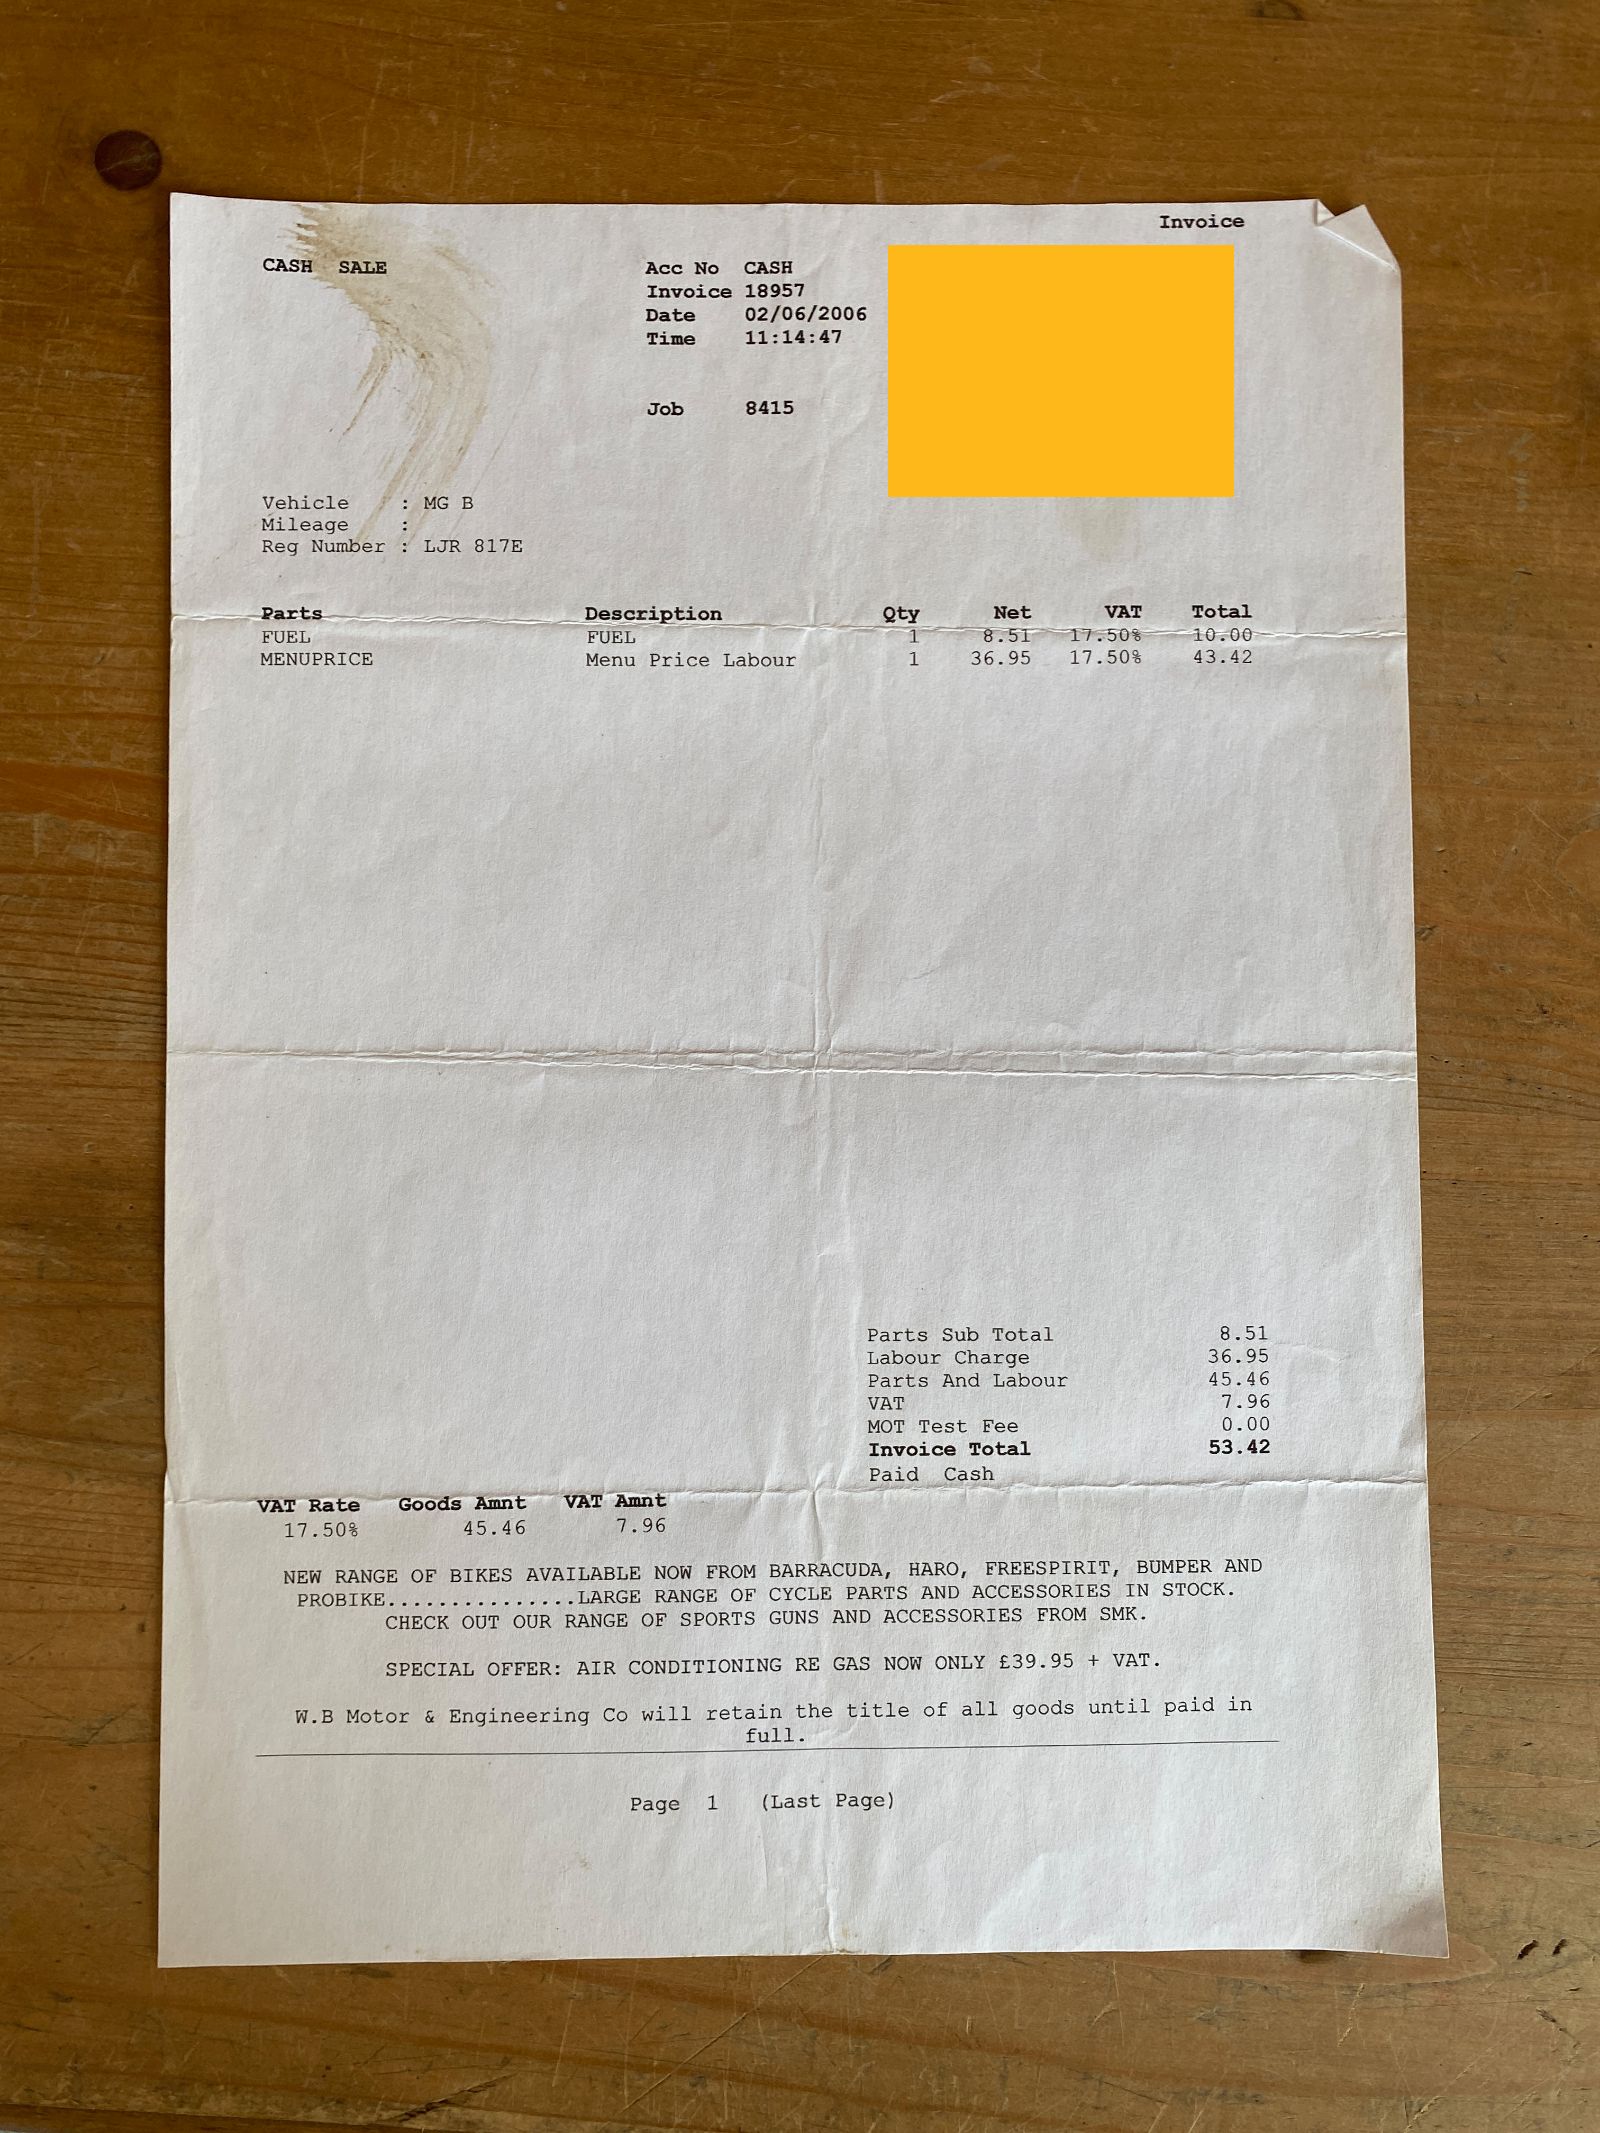 Invoice
CASH SALE
Acc No CASH
Invoice 18957
Date 02/06/2006
Time 11:14:47
Job 8415
Vehicle : MG B
Mileage :
Reg Number : LJR 817E
Parts Description Qty Net VAT Total
FUEL FUEL 1 8.51 17.50% 10.00
MENUPRICE Menu Price Labour 1 36.95 17.50% 43.42
Parts Sub Total 8.51
Labour Charge 36.95
Parts And Labour 45.46
VAT 7.96
MOT Test Fee 0.00
Invoice Total 53.42
Paid Cash
VAT Rate Goods Amnt VAT Amnt
17.50% 45.46 7.96
NEW RANGE OF BIKES AVAILABLE NOW FROM BARRACUDA, HARO, FREESPIRIT, BUMPER AND
PROBIKE...............LARGE RANGE OF CYCLE PARTS AND ACCESSORIES IN STOCK.
CHECK OUT OUR RANGE OF SPORTS GUNS AND ACCESSORIES FROM SMK.
SPECIAL OFFER: AIR CONDITIONING RE GAS NOW ONLY £39.95 + VAT.
W.B Motor & Engineering Co will retain the title of all goods until paid in
full.
Page 1 (Last Page)